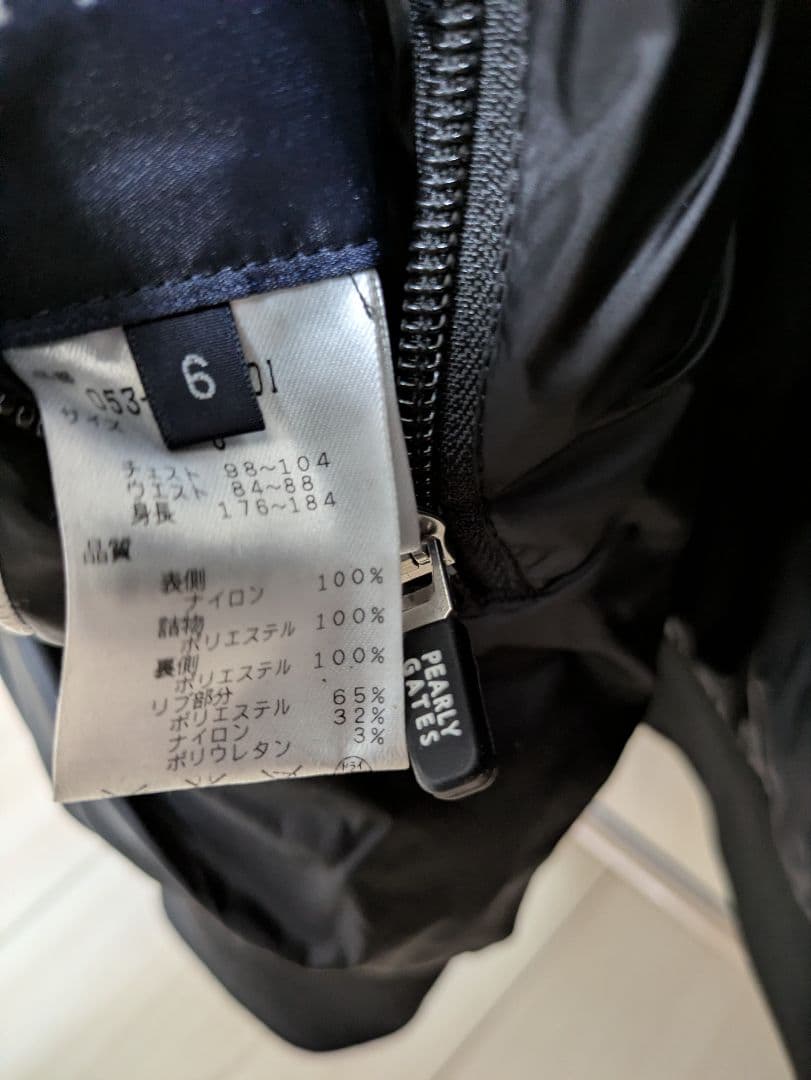 6
053-
01
サイズ
チェスト 98~104
ウエスト 84~88
身長 176~184
品質
表側
ナイロン 100%
詰物
ポリエステル 100%
裏側
ポリエステル 100%
リブ部分
ポリエステル 65%
ナイロン 32%
ポリウレタン 3%
ドライ
PEARLY
GATES